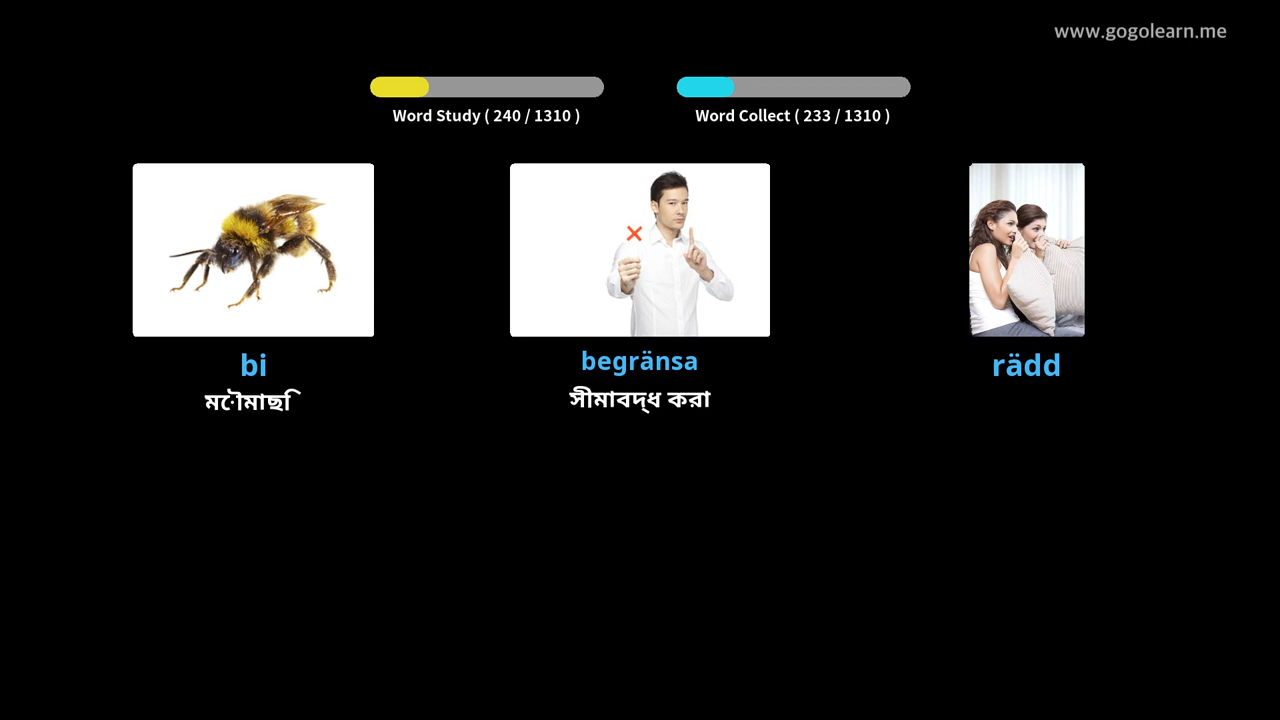 www.gogolearn.me
Word Study ( 240 / 1310 )
Word Collect ( 233 / 1310 )
bi
মৌমাছি
begränsa
সীমাবদ্ধ করা
rädd